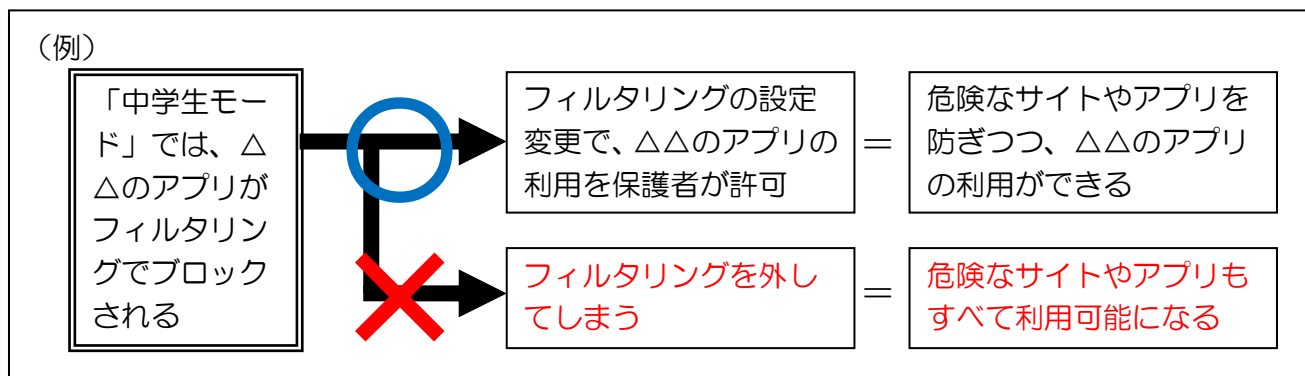 （例）
「中学生モー
ド」では、△
△のアプリが
フィルタリン
グでブロック
される
フィルタリングの設定
変更で、△△のアプリの
利用を保護者が許可
＝
危険なサイトやアプリを
防ぎつつ、△△のアプリ
の利用ができる
フィルタリングを外し
てしまう
＝
危険なサイトやアプリも
すべて利用可能になる